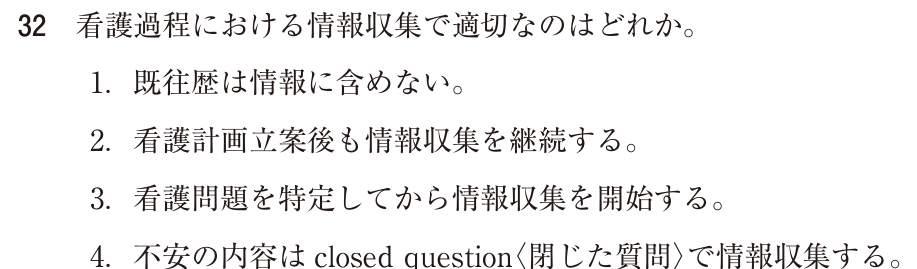 32 看護過程における情報収集で適切なのはどれか。
1. 既往歴は情報に含めない。
2. 看護計画立案後も情報収集を継続する。
3. 看護問題を特定してから情報収集を開始する。
4. 不安の内容は closed question〈閉じた質問〉で情報収集する。